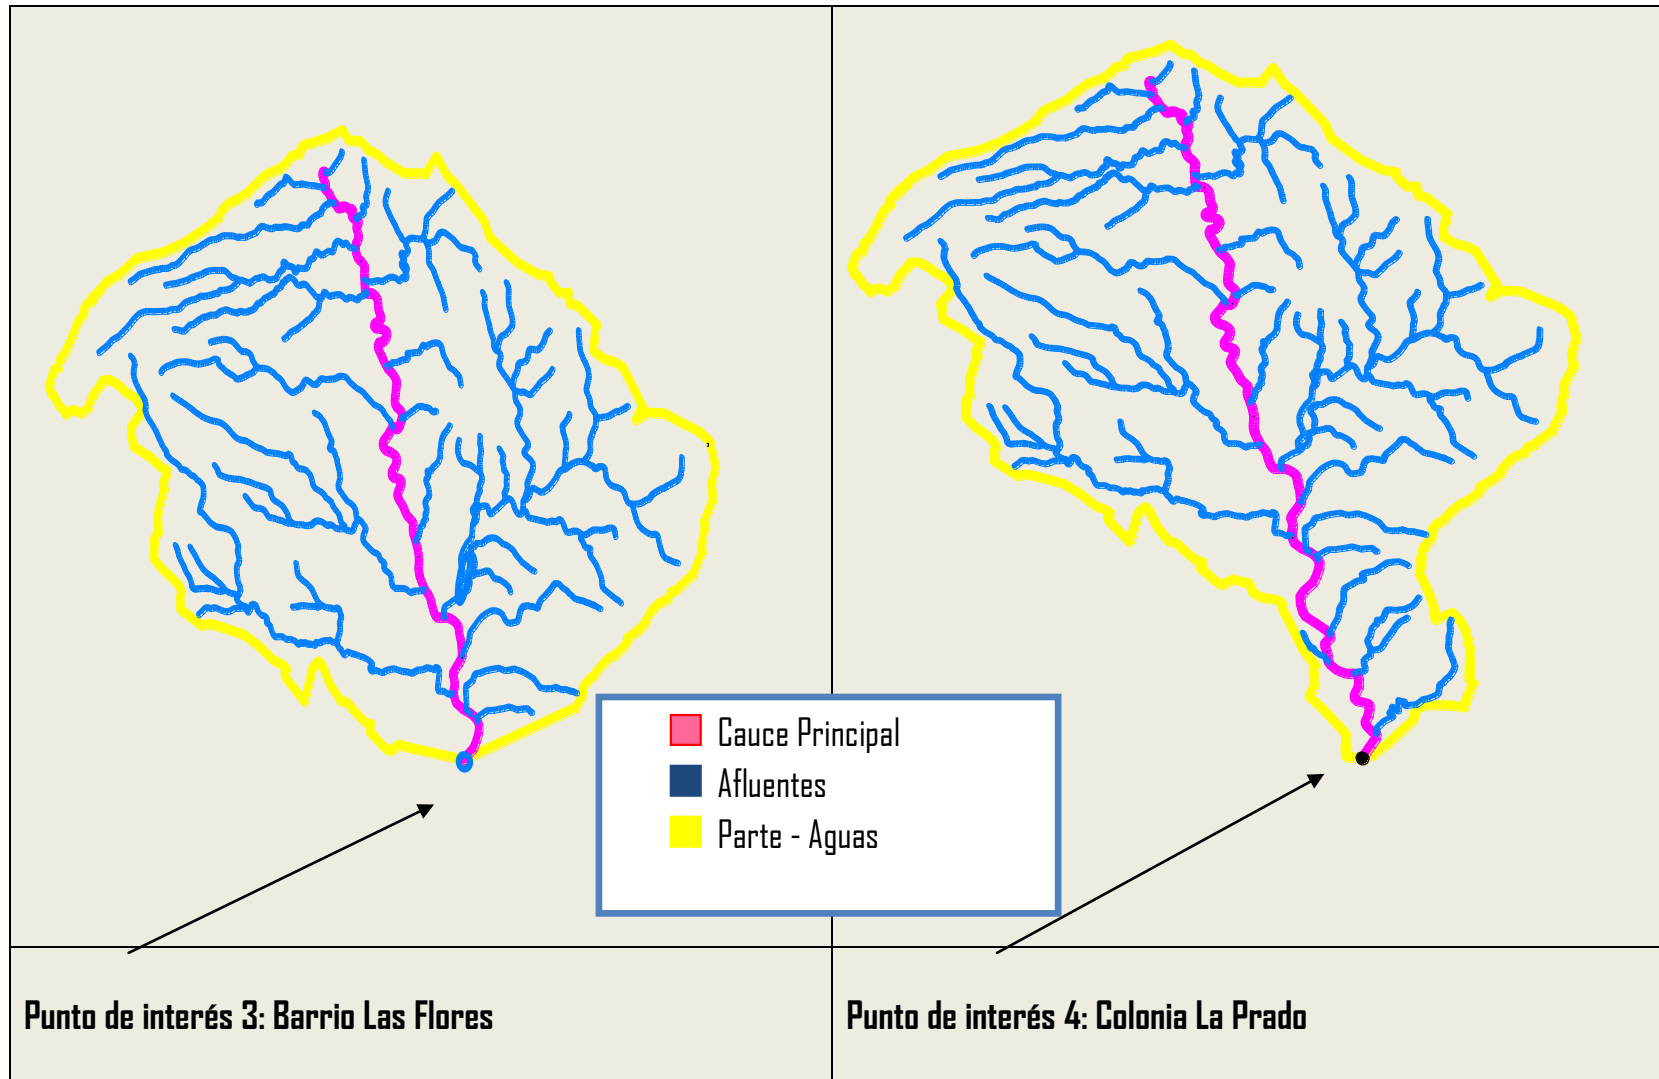 Cauce Principal
Afluentes
Parte - Aguas
Punto de interés 3: Barrio Las Flores
Punto de interés 4: Colonia La Prado